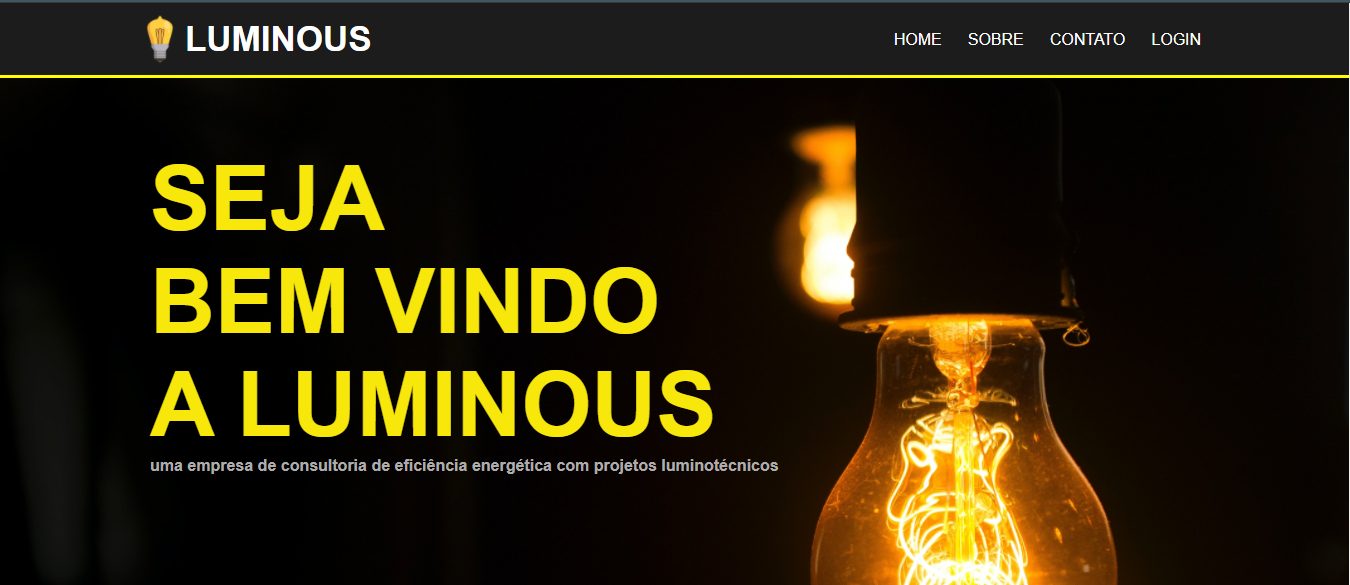 LUMINOUS
HOME SOBRE CONTATO LOGIN
SEJA
BEM VINDO
A LUMINOUS
uma empresa de consultoria de eficiência energética com projetos luminotécnicos